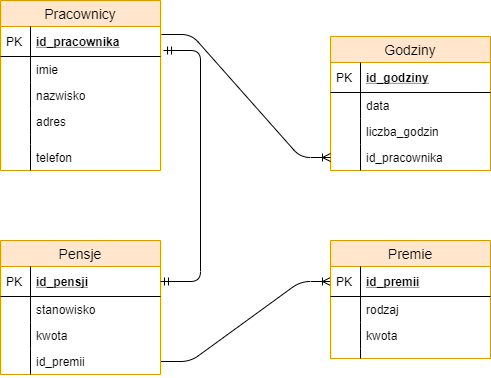 Pracownicy
PK id_pracownika
imie
nazwisko
adres
telefon
Godziny
PK id_godziny
data
liczba_godzin
id_pracownika
Pensje
PK id_pensji
stanowisko
kwota
id_premii
Premie
PK id_premii
rodzaj
kwota